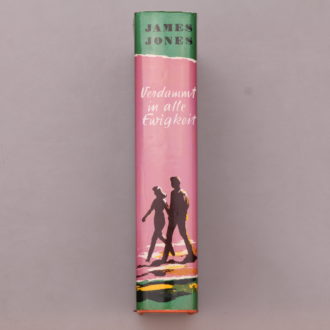 JAMES
JONES
Verdammt
in alle
Ewigkeit